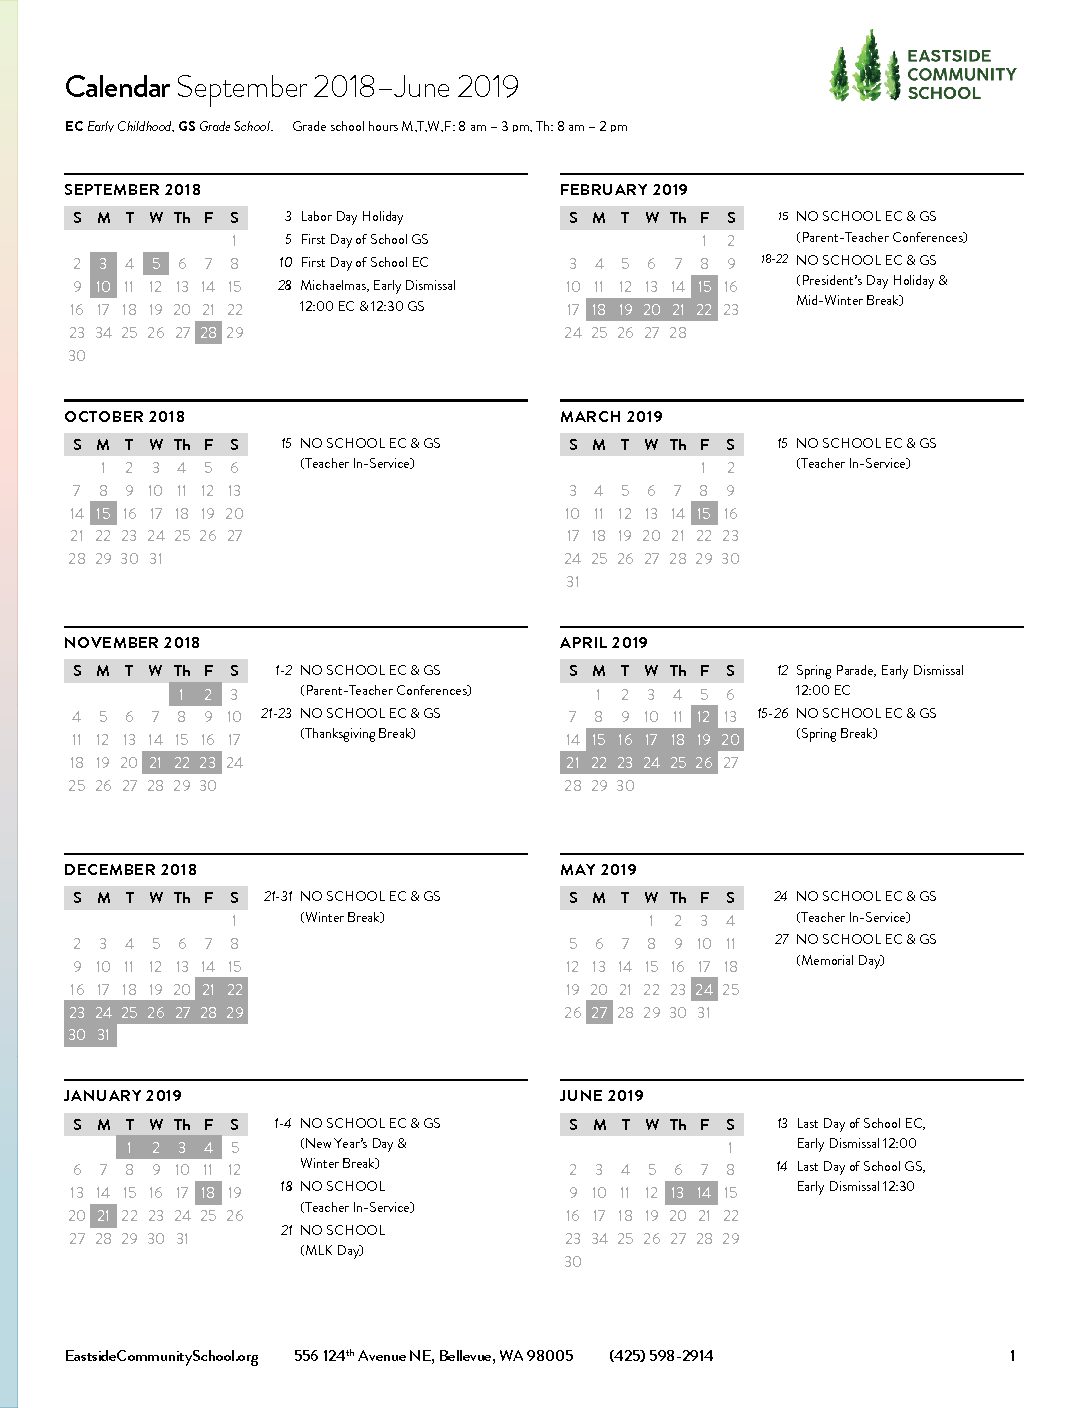 EASTSIDE
COMMUNITY
SCHOOL
Calendar September 2018–June 2019
EC Early Childhood, GS Grade School. Grade school hours M,T,W,F: 8 am – 3 pm, Th: 8 am – 2 pm
SEPTEMBER 2018
S M T W Th F S
1
2 3 4 5 6 7 8
9 10 11 12 13 14 15
16 17 18 19 20 21 22
23 34 25 26 27 28 29
30
3 Labor Day Holiday
5 First Day of School GS
10 First Day of School EC
28 Michaelmas, Early Dismissal
12:00 EC & 12:30 GS
OCTOBER 2018
S M T W Th F S
1 2 3 4 5 6
7 8 9 10 11 12 13
14 15 16 17 18 19 20
21 22 23 24 25 26 27
28 29 30 31
15 NO SCHOOL EC & GS
(Teacher In-Service)
NOVEMBER 2018
S M T W Th F S
1 2 3
4 5 6 7 8 9 10
11 12 13 14 15 16 17
18 19 20 21 22 23 24
25 26 27 28 29 30
1-2 NO SCHOOL EC & GS
(Parent-Teacher Conferences)
21-23 NO SCHOOL EC & GS
(Thanksgiving Break)
DECEMBER 2018
S M T W Th F S
1
2 3 4 5 6 7 8
9 10 11 12 13 14 15
16 17 18 19 20 21 22
23 24 25 26 27 28 29
30 31
21-31 NO SCHOOL EC & GS
(Winter Break)
JANUARY 2019
S M T W Th F S
1 2 3 4 5
6 7 8 9 10 11 12
13 14 15 16 17 18 19
20 21 22 23 24 25 26
27 28 29 30 31
1-4 NO SCHOOL EC & GS
(New Year's Day &
Winter Break)
18 NO SCHOOL
(Teacher In-Service)
21 NO SCHOOL
(MLK Day)
FEBRUARY 2019
S M T W Th F S
1 2
3 4 5 6 7 8 9
10 11 12 13 14 15 16
17 18 19 20 21 22 23
24 25 26 27 28
15 NO SCHOOL EC & GS
(Parent-Teacher Conferences)
18-22 NO SCHOOL EC & GS
(President's Day Holiday &
Mid-Winter Break)
MARCH 2019
S M T W Th F S
1 2
3 4 5 6 7 8 9
10 11 12 13 14 15 16
17 18 19 20 21 22 23
24 25 26 27 28 29 30
31
15 NO SCHOOL EC & GS
(Teacher In-Service)
APRIL 2019
S M T W Th F S
1 2 3 4 5 6
7 8 9 10 11 12 13
14 15 16 17 18 19 20
21 22 23 24 25 26 27
28 29 30
12 Spring Parade, Early Dismissal
12:00 EC
15-26 NO SCHOOL EC & GS
(Spring Break)
MAY 2019
S M T W Th F S
1 2 3 4
5 6 7 8 9 10 11
12 13 14 15 16 17 18
19 20 21 22 23 24 25
26 27 28 29 30 31
24 NO SCHOOL EC & GS
(Teacher In-Service)
27 NO SCHOOL EC & GS
(Memorial Day)
JUNE 2019
S M T W Th F S
1
2 3 4 5 6 7 8
9 10 11 12 13 14 15
16 17 18 19 20 21 22
23 34 25 26 27 28 29
30
13 Last Day of School EC,
Early Dismissal 12:00
14 Last Day of School GS,
Early Dismissal 12:30
EastsideCommunitySchool.org 556 124th Avenue NE, Bellevue, WA 98005 (425) 598-2914 1